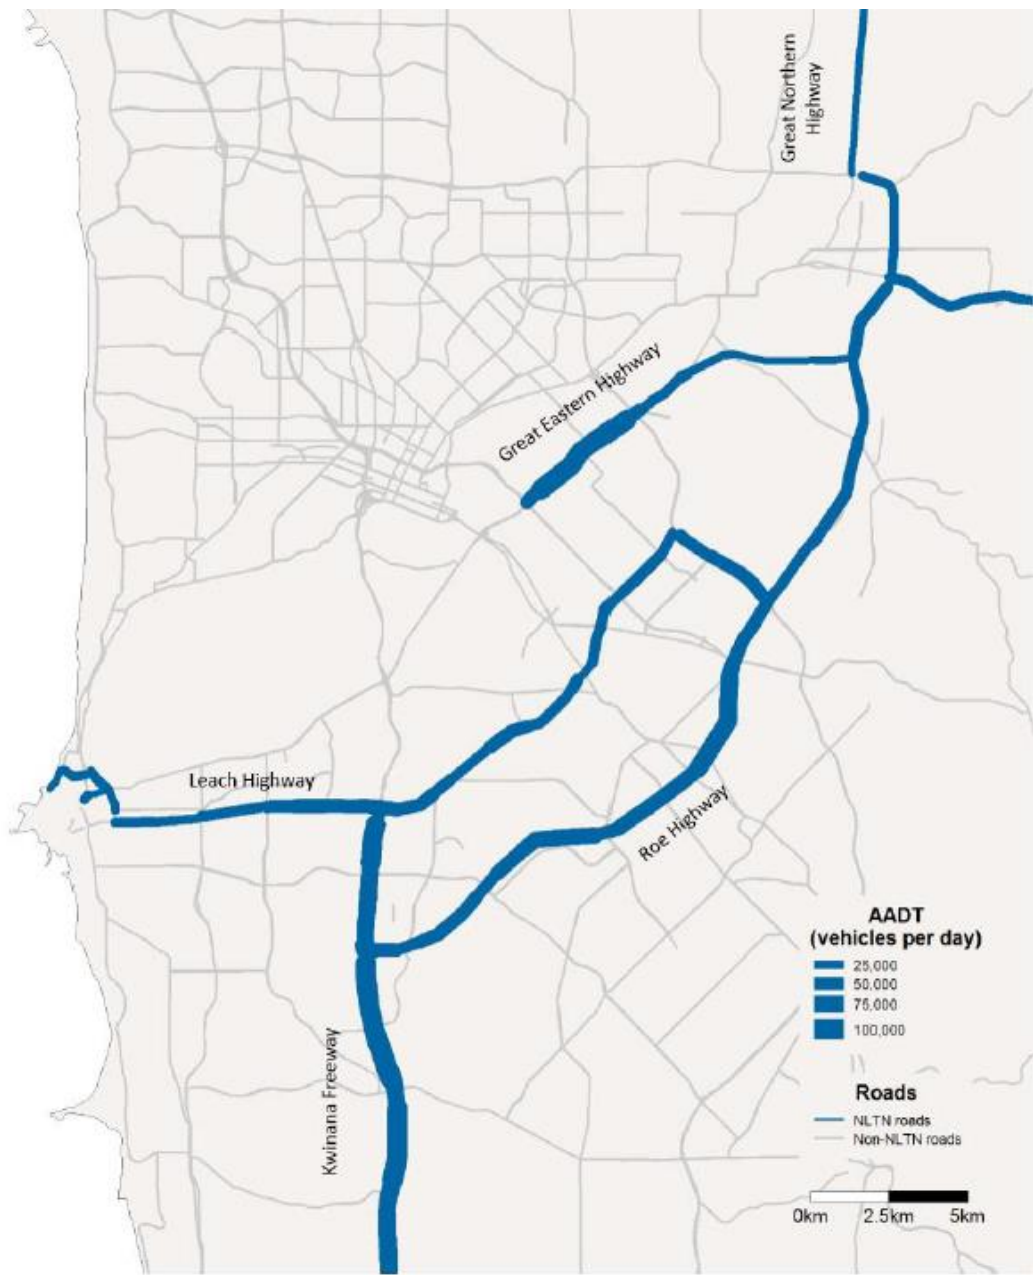 Great Northern
Highway
Great Eastern Highway
Leach Highway
Roe Highway
Kwinana Freeway
AADT
(vehicles per day)
25,000
50,000
75,000
100,000
Roads
NLTN roads
Non-NLTN roads
0km 2.5km 5km